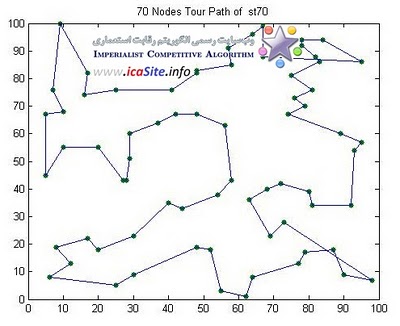 70 Nodes Tour Path of st70
وب‌سایت رسمی الگوریتم رقابت استعماری
IMPERIALIST COMPETITIVE ALGORITHM
www.icaSite.info
100
90
80
70
60
50
40
30
20
10
0
0 10 20 30 40 50 60 70 80 90 100